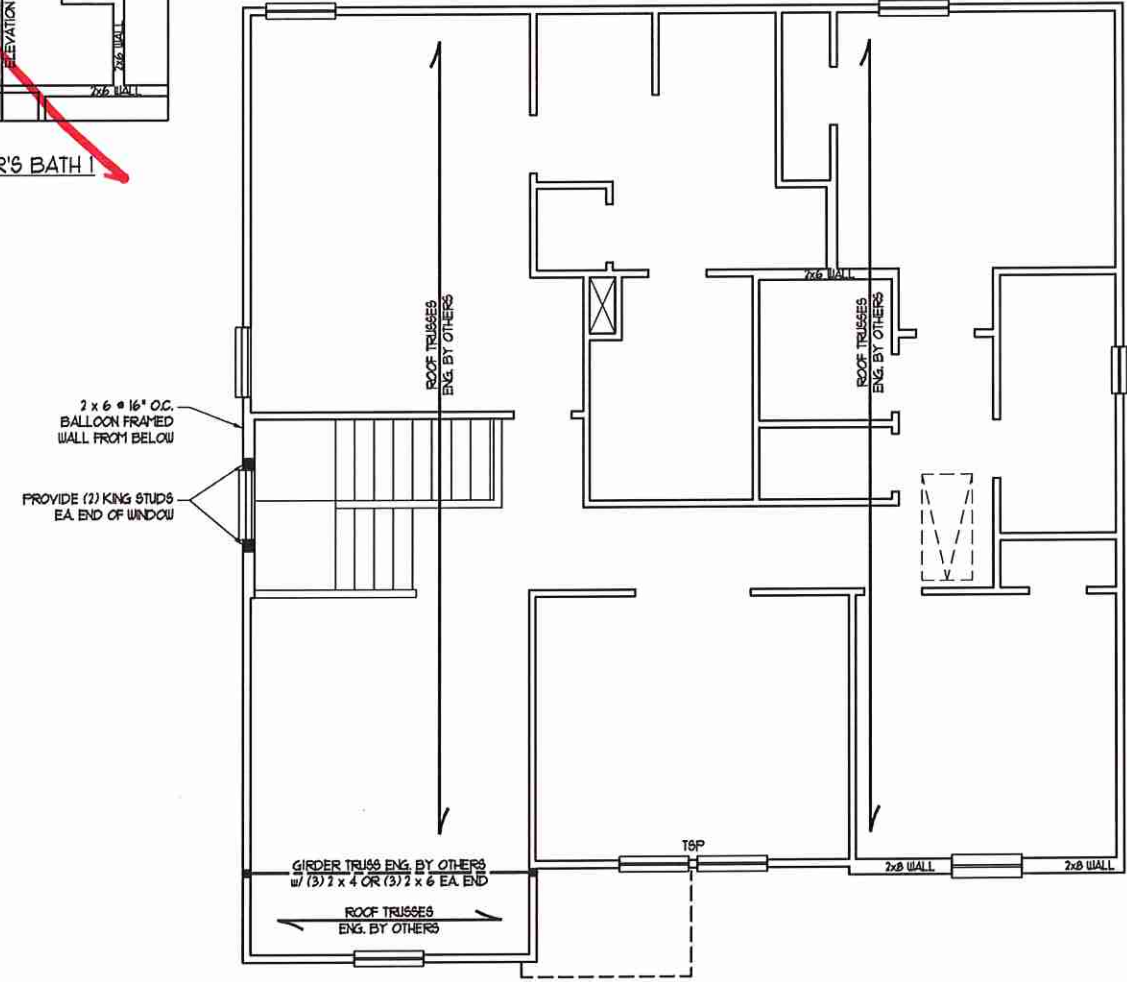 ELEVATION
2x6 WALL
2x6 WALL
R'S BATH 1
ROOF TRUSSES
ENG. BY OTHERS
2x6 WALL
ROOF TRUSSES
ENG. BY OTHERS
2 x 6 @ 16" O.C.
BALLOON FRAMED
WALL FROM BELOW
PROVIDE (2) KING STUDS
EA. END OF WINDOW
GIRDER TRUSS ENG. BY OTHERS
w/ (3) 2 x 4 OR (3) 2 x 6 EA. END
ROOF TRUSSES
ENG. BY OTHERS
TSP
2x8 WALL
2x8 WALL